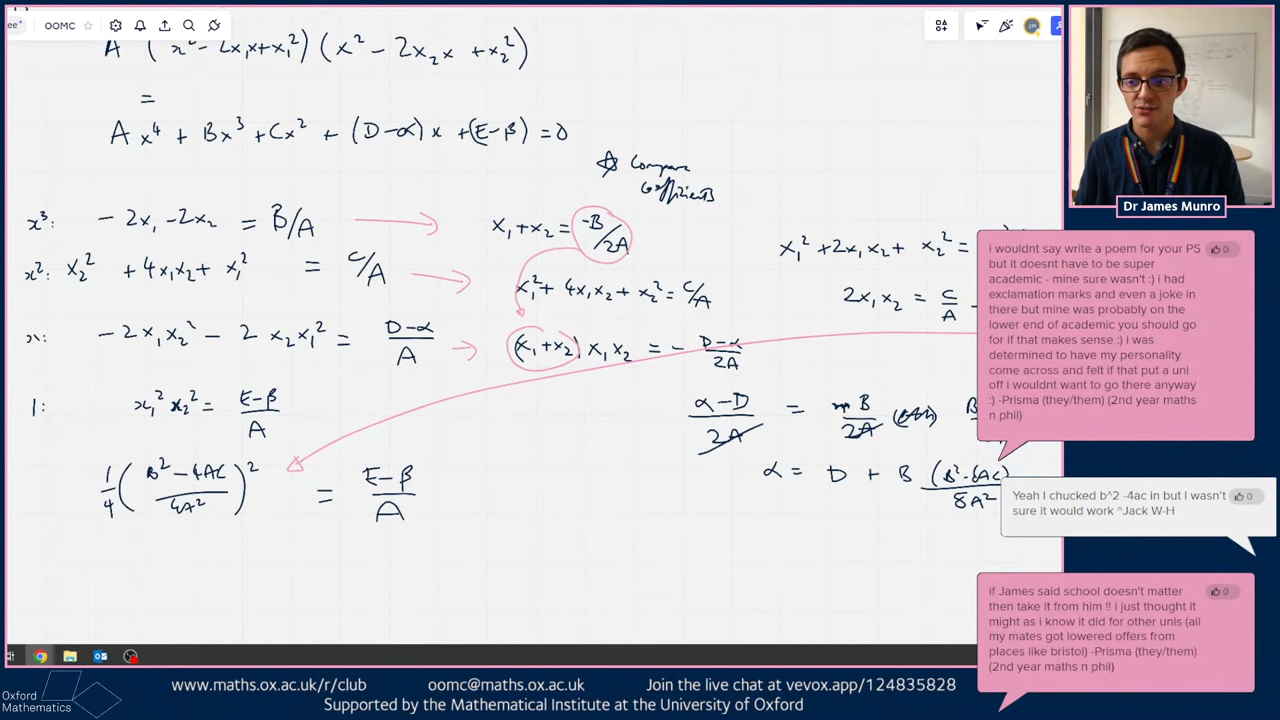 OOMC
A (x² - 2x₁x + x₁²) (x² - 2x₂x + x₂²)
=
A x⁴ + Bx³ + Cx² + (D-α)x + (E-β) = 0
☆ Compare
coefficients
x³: - 2x₁ - 2x₂ = B/A
x₁+x₂ = -B/2A
x₁² + 2x₁x₂ + x₂² =
x²: x₂² + 4x₁x₂ + x₁² = C/A
x₁² + 4x₁x₂ + x₂² = C/A
2x₁x₂ = C/A -
x: - 2x₁x₂² - 2x₂x₁² = D-α/A
(x₁+x₂) x₁x₂ = - D-α/2A
1: x₁²x₂² = E-β/A
α-D/2A = B/2A
α = D + B (B²-4AC)/8A²
1/4 (B²-4AC/4A²)² = E-β/A
Dr James Munro
i wouldnt say write a poem for your PS
but it doesnt have to be super
academic - mine sure wasn't :) i had
exclamation marks and even a joke in
there but mine was probably on the
lower end of academic you should go
for if that makes sense :) i was
determined to have my personality
come across and felt if that put a uni
off i wouldnt want to go there anyway
:) -Prisma (they/them) (2nd year maths
n phil)
0
Yeah I chucked b^2 -4ac in but I wasn't
sure it would work ^Jack W-H
0
if James said school doesn't matter
then take it from him !! i just thought it
might as i know it did for other unis (all
my mates got lowered offers from
places like bristol) -Prisma (they/them)
(2nd year maths n phil)
0
Oxford
Mathematics
www.maths.ox.ac.uk/r/club oomc@maths.ox.ac.uk Join the live chat at vevox.app/124835828
Supported by the Mathematical Institute at the University of Oxford